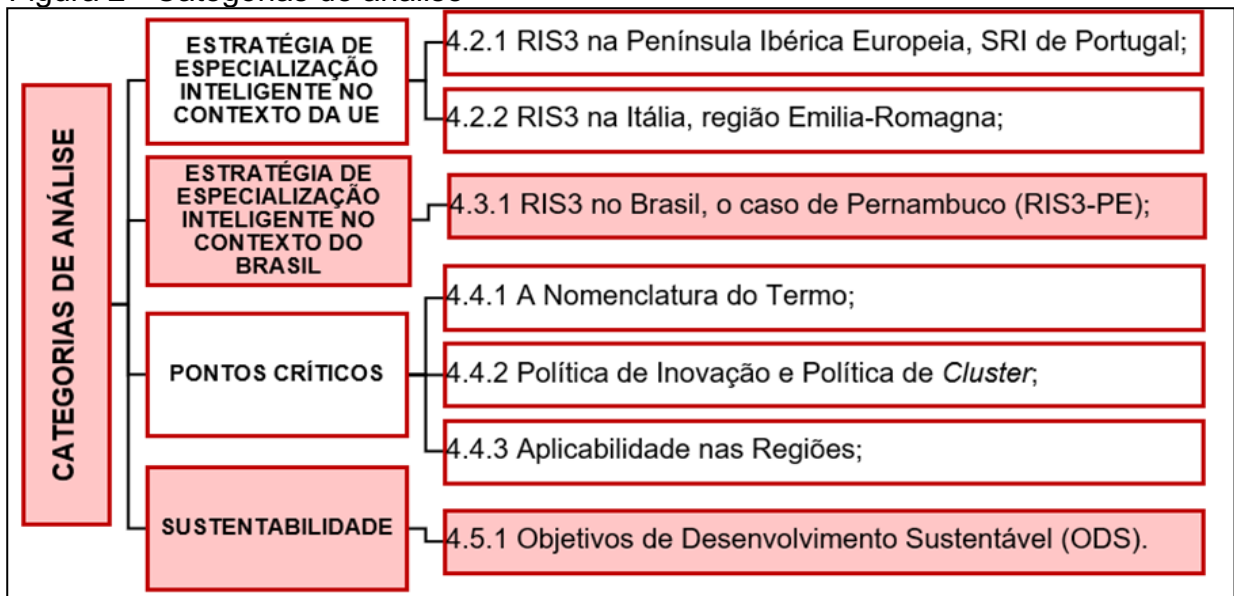 CATEGORIAS DE ANÁLISE
ESTRATÉGIA DE
ESPECIALIZAÇÃO
INTELIGENTE NO
CONTEXTO DA UE
4.2.1 RIS3 na Península Ibérica Europeia, SRI de Portugal;
4.2.2 RIS3 na Itália, região Emilia-Romagna;
ESTRATÉGIA DE
ESPECIALIZAÇÃO
INTELIGENTE NO
CONTEXTO DO
BRASIL
4.3.1 RIS3 no Brasil, o caso de Pernambuco (RIS3-PE);
PONTOS CRÍTICOS
4.4.1 A Nomenclatura do Termo;
4.4.2 Política de Inovação e Política de Cluster;
4.4.3 Aplicabilidade nas Regiões;
SUSTENTABILIDADE
4.5.1 Objetivos de Desenvolvimento Sustentável (ODS).